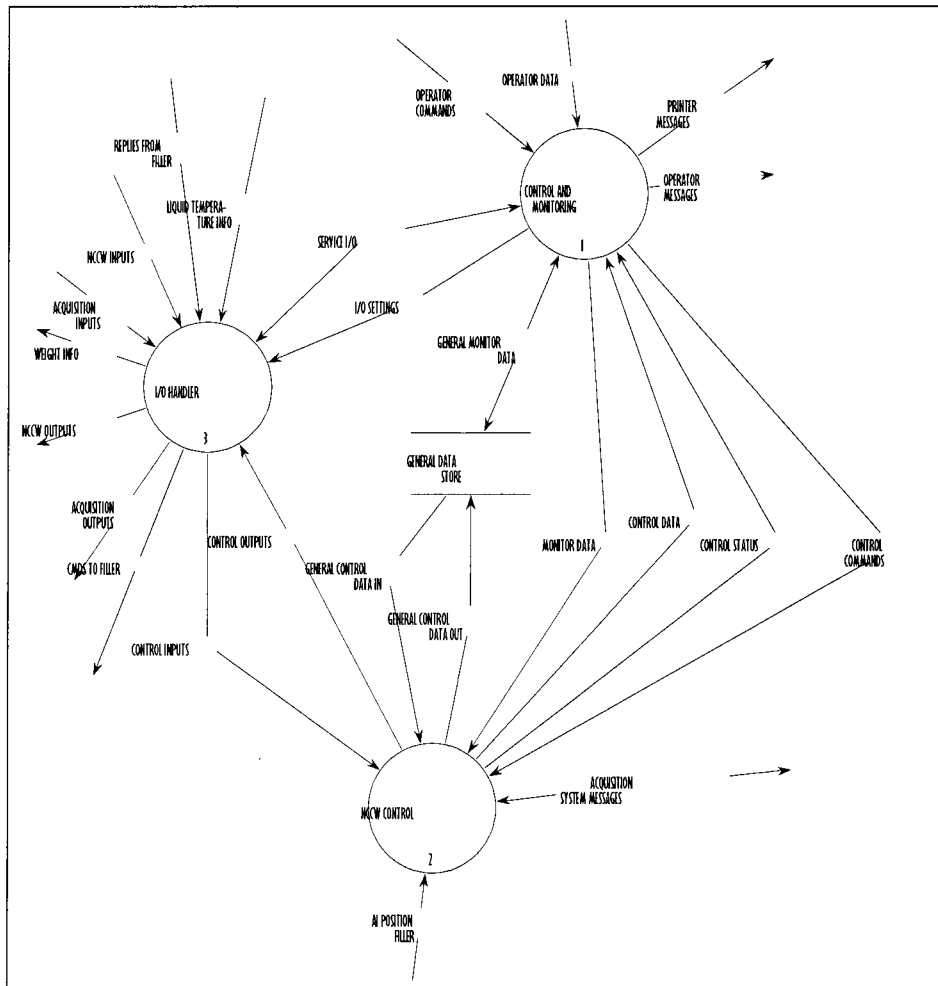 OPERATOR DATA
OPERATOR
COMMANDS
PRINTER
MESSAGES
REPLIES FROM
FILLER
OPERATOR
MESSAGES
CONTROL AND
MONITORING
1
LIQUID TEMPERA-
TURE INFO
SERVICE I/O
NCCW INPUTS
ACQUISITION
INPUTS
I/O SETTINGS
WEIGHT INFO
GENERAL MONITOR
DATA
I/O HANDLER
3
NCCW OUTPUTS
GENERAL DATA
STORE
ACQUISITION
OUTPUTS
CONTROL OUTPUTS
MONITOR DATA
CONTROL DATA
CONTROL STATUS
CONTROL
COMMANDS
CMDS TO FILLER
GENERAL CONTROL
DATA IN
GENERAL CONTROL
DATA OUT
CONTROL INPUTS
ACQUISITION
SYSTEM MESSAGES
NCCW CONTROL
2
AI POSITION
FILLER